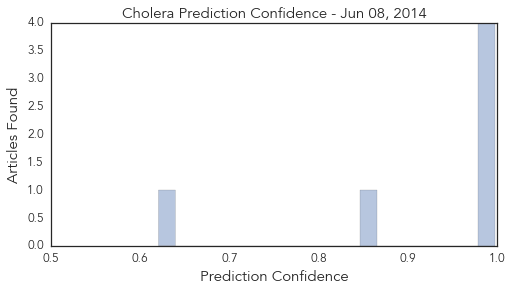 Cholera Prediction Confidence - Jun 08, 2014
4.0
3.5
3.0
2.5
2.0
1.5
1.0
0.5
0.0
Articles Found
0.5 0.6 0.7 0.8 0.9 1.0
Prediction Confidence